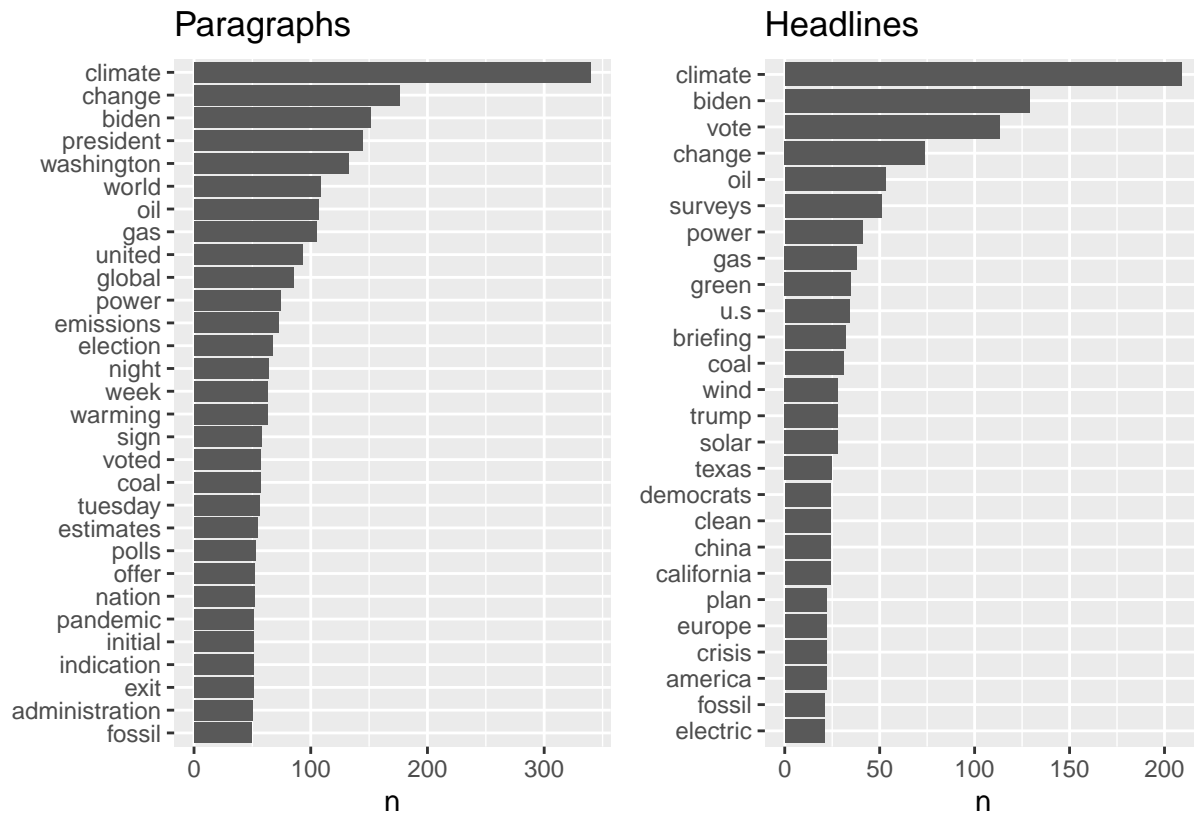 Paragraphs
climate
change
biden
president
washington
world
oil
gas
united
global
power
emissions
election
night
week
warming
sign
voted
coal
tuesday
estimates
polls
offer
nation
pandemic
initial
indication
exit
administration
fossil
0 100 200 300
n
Headlines
climate
biden
vote
change
oil
surveys
power
gas
green
u.s
briefing
coal
wind
trump
solar
texas
democrats
clean
china
california
plan
europe
crisis
america
fossil
electric
0 50 100 150 200
n